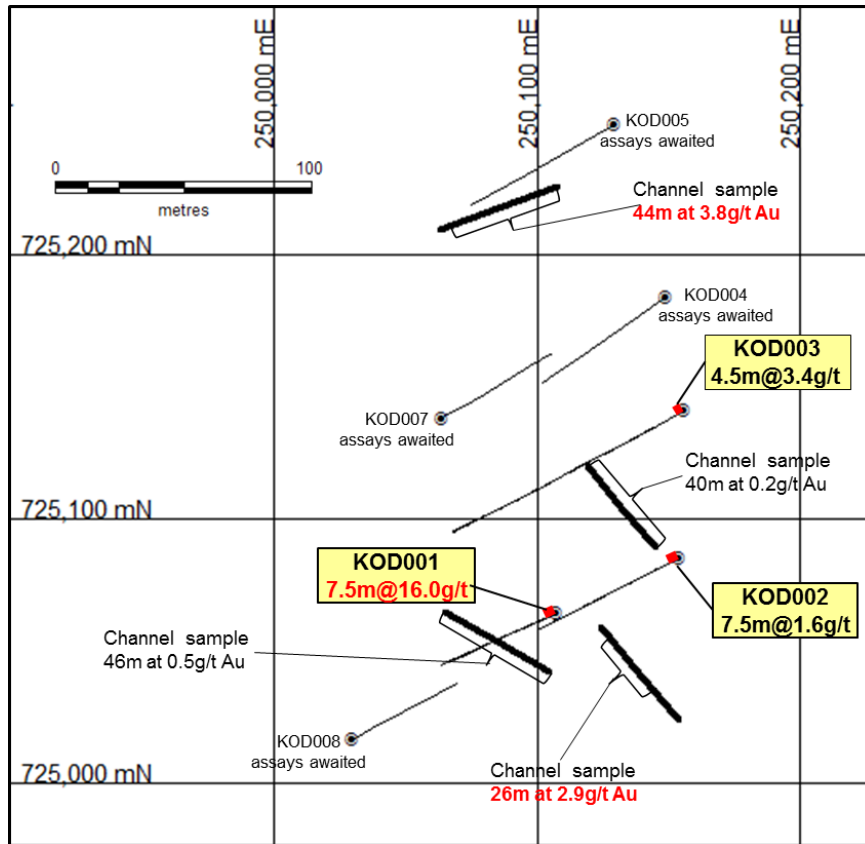 250,000 mE
250,100 mE
250,200 mE
KOD005
assays awaited
0 100
metres
Channel sample
44m at 3.8g/t Au
725,200 mN
KOD004
assays awaited
KOD003
4.5m@3.4g/t
KOD007
assays awaited
Channel sample
40m at 0.2g/t Au
725,100 mN
KOD001
7.5m@16.0g/t
KOD002
7.5m@1.6g/t
Channel sample
46m at 0.5g/t Au
KOD008
assays awaited
725,000 mN
Channel sample
26m at 2.9g/t Au